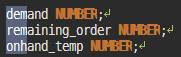 demand NUMBER;
remaining_order NUMBER;
onhand_temp NUMBER;